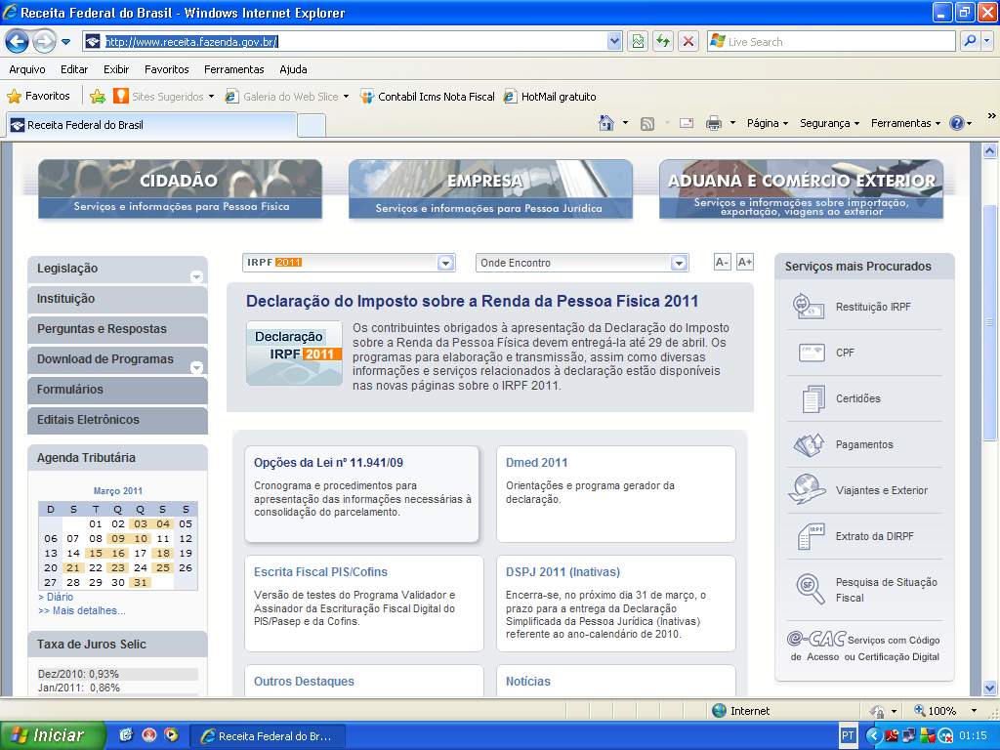 Receita Federal do Brasil - Windows Internet Explorer
http://www.receita.fazenda.gov.br/
Live Search
Arquivo Editar Exibir Favoritos Ferramentas Ajuda
Favoritos Sites Sugeridos Galeria do Web Slice Contabil Icms Nota Fiscal HotMail gratuito
Receita Federal do Brasil
Página Segurança Ferramentas »
CIDADÃO
Serviços e informações para Pessoa Física
EMPRESA
Serviços e informações para Pessoa Jurídica
ADUANA E COMÉRCIO EXTERIOR
Serviços e informações sobre importação,
exportação, viagens ao exterior
Legislação
Instituição
Perguntas e Respostas
Download de Programas
Formulários
Editais Eletrônicos
Agenda Tributária
Março 2011
D S T Q Q S S
01 02 03 04 05
06 07 08 09 10 11 12
13 14 15 16 17 18 19
20 21 22 23 24 25 26
27 28 29 30 31
> Diário
>> Mais detalhes...
Taxa de Juros Selic
Dez/2010: 0,93%
Jan/2011: 0,86%
IRPF 2011
Onde Encontro
A- A+
Declaração do Imposto sobre a Renda da Pessoa Física 2011
Declaração
IRPF 2011
Os contribuintes obrigados à apresentação da Declaração do Imposto
sobre a Renda da Pessoa Física devem entregá-la até 29 de abril. Os
programas para elaboração e transmissão, assim como diversas
informações e serviços relacionados à declaração estão disponíveis
nas novas páginas sobre o IRPF 2011.
Opções da Lei nº 11.941/09
Cronograma e procedimentos para
apresentação das informações necessárias à
consolidação do parcelamento.
Dmed 2011
Orientações e programa gerador da
declaração.
Escrita Fiscal PIS/Cofins
Versão de testes do Programa Validador e
Assinador da Escrituração Fiscal Digital do
PIS/Pasep e da Cofins.
DSPJ 2011 (Inativas)
Encerra-se, no próximo dia 31 de março, o
prazo para a entrega da Declaração
Simplificada da Pessoa Jurídica (Inativas)
referente ao ano-calendário de 2010.
Outros Destaques
Notícias
Serviços mais Procurados
Restituição IRPF
CPF
Certidões
Pagamentos
Viajantes e Exterior
IRPF
Extrato da DIRPF
SF
Pesquisa de Situação
Fiscal
e-CAC Serviços com Código
de Acesso ou Certificação Digital
Internet
100%
Iniciar
Receita Federal do Br...
PT
01:15